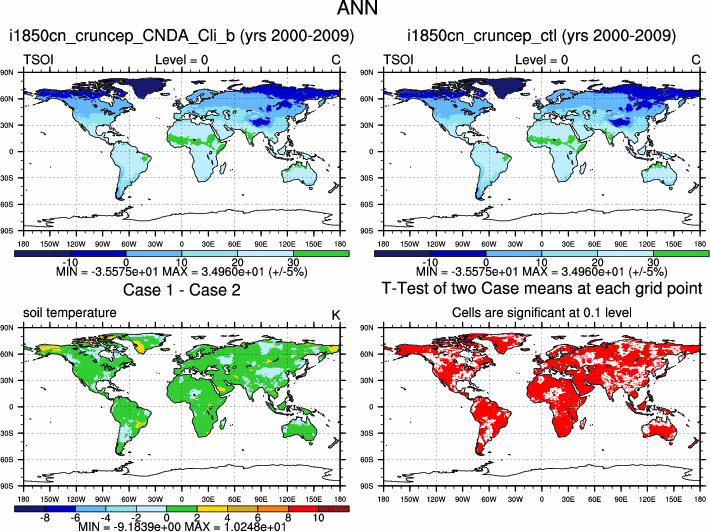 ANN
i1850cn_cruncep_CNDA_Cli_b (yrs 2000-2009)
i1850cn_cruncep_ctl (yrs 2000-2009)
TSOI Level = 0 C
TSOI Level = 0 C
90N
60N
30N
0
30S
60S
90S
180 150W 120W 90W 60W 30W 0 30E 60E 90E 120E 150E 180
90N
60N
30N
0
30S
60S
90S
180 150W 120W 90W 60W 30W 0 30E 60E 90E 120E 150E 180
-10 0 10 20 30
MIN = -3.5575e+01 MAX = 3.4960e+01 (+/-5%)
-10 0 10 20 30
MIN = -3.5575e+01 MAX = 3.4960e+01 (+/-5%)
Case 1 - Case 2
T-Test of two Case means at each grid point
soil temperature K
Cells are significant at 0.1 level
90N
60N
30N
0
30S
60S
90S
180 150W 120W 90W 60W 30W 0 30E 60E 90E 120E 150E 180
90N
60N
30N
0
30S
60S
90S
180 150W 120W 90W 60W 30W 0 30E 60E 90E 120E 150E 180
-8 -6 -4 -2 0 2 4 6 8 10
MIN = -9.1839e+00 MAX = 1.0248e+01